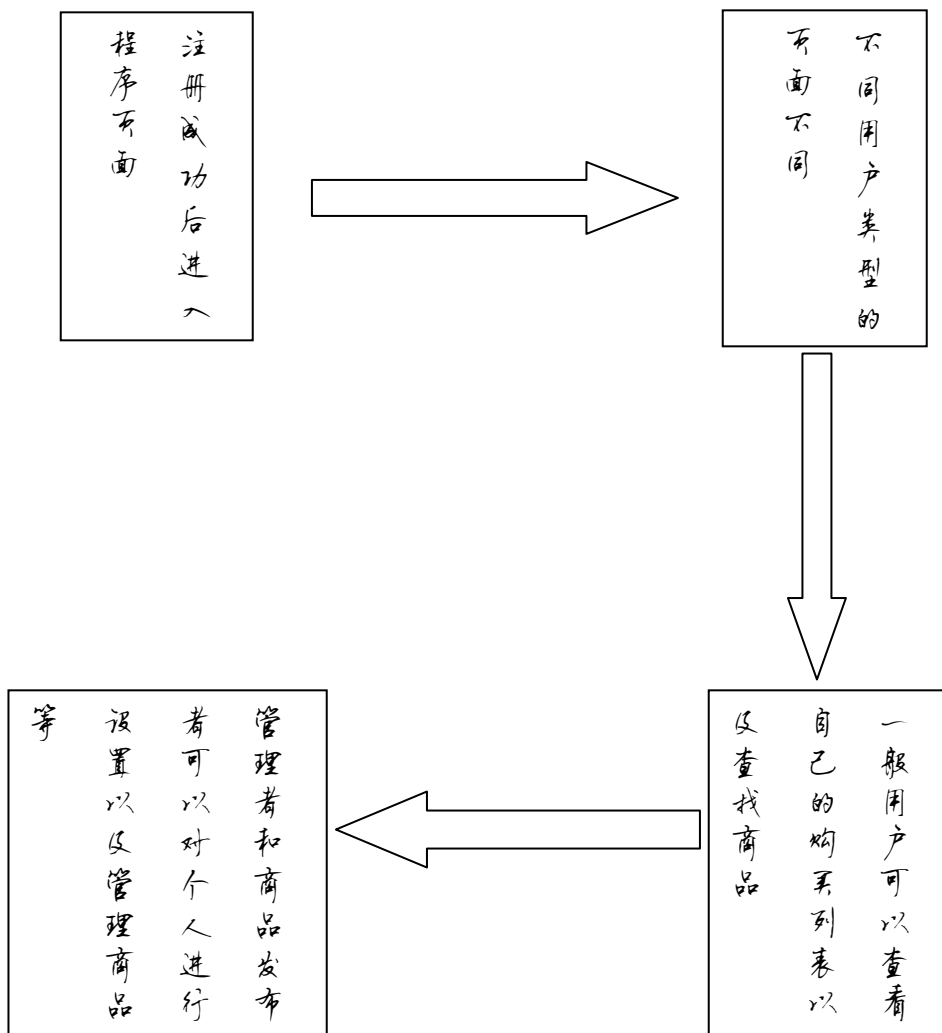 注册成功后进入
程序页面
不同用户类型的
页面不同
一般用户可以查看
自己的购买列表以
及查找商品
管理者和商品发布
者可以对个人进行
设置以及管理商品
等